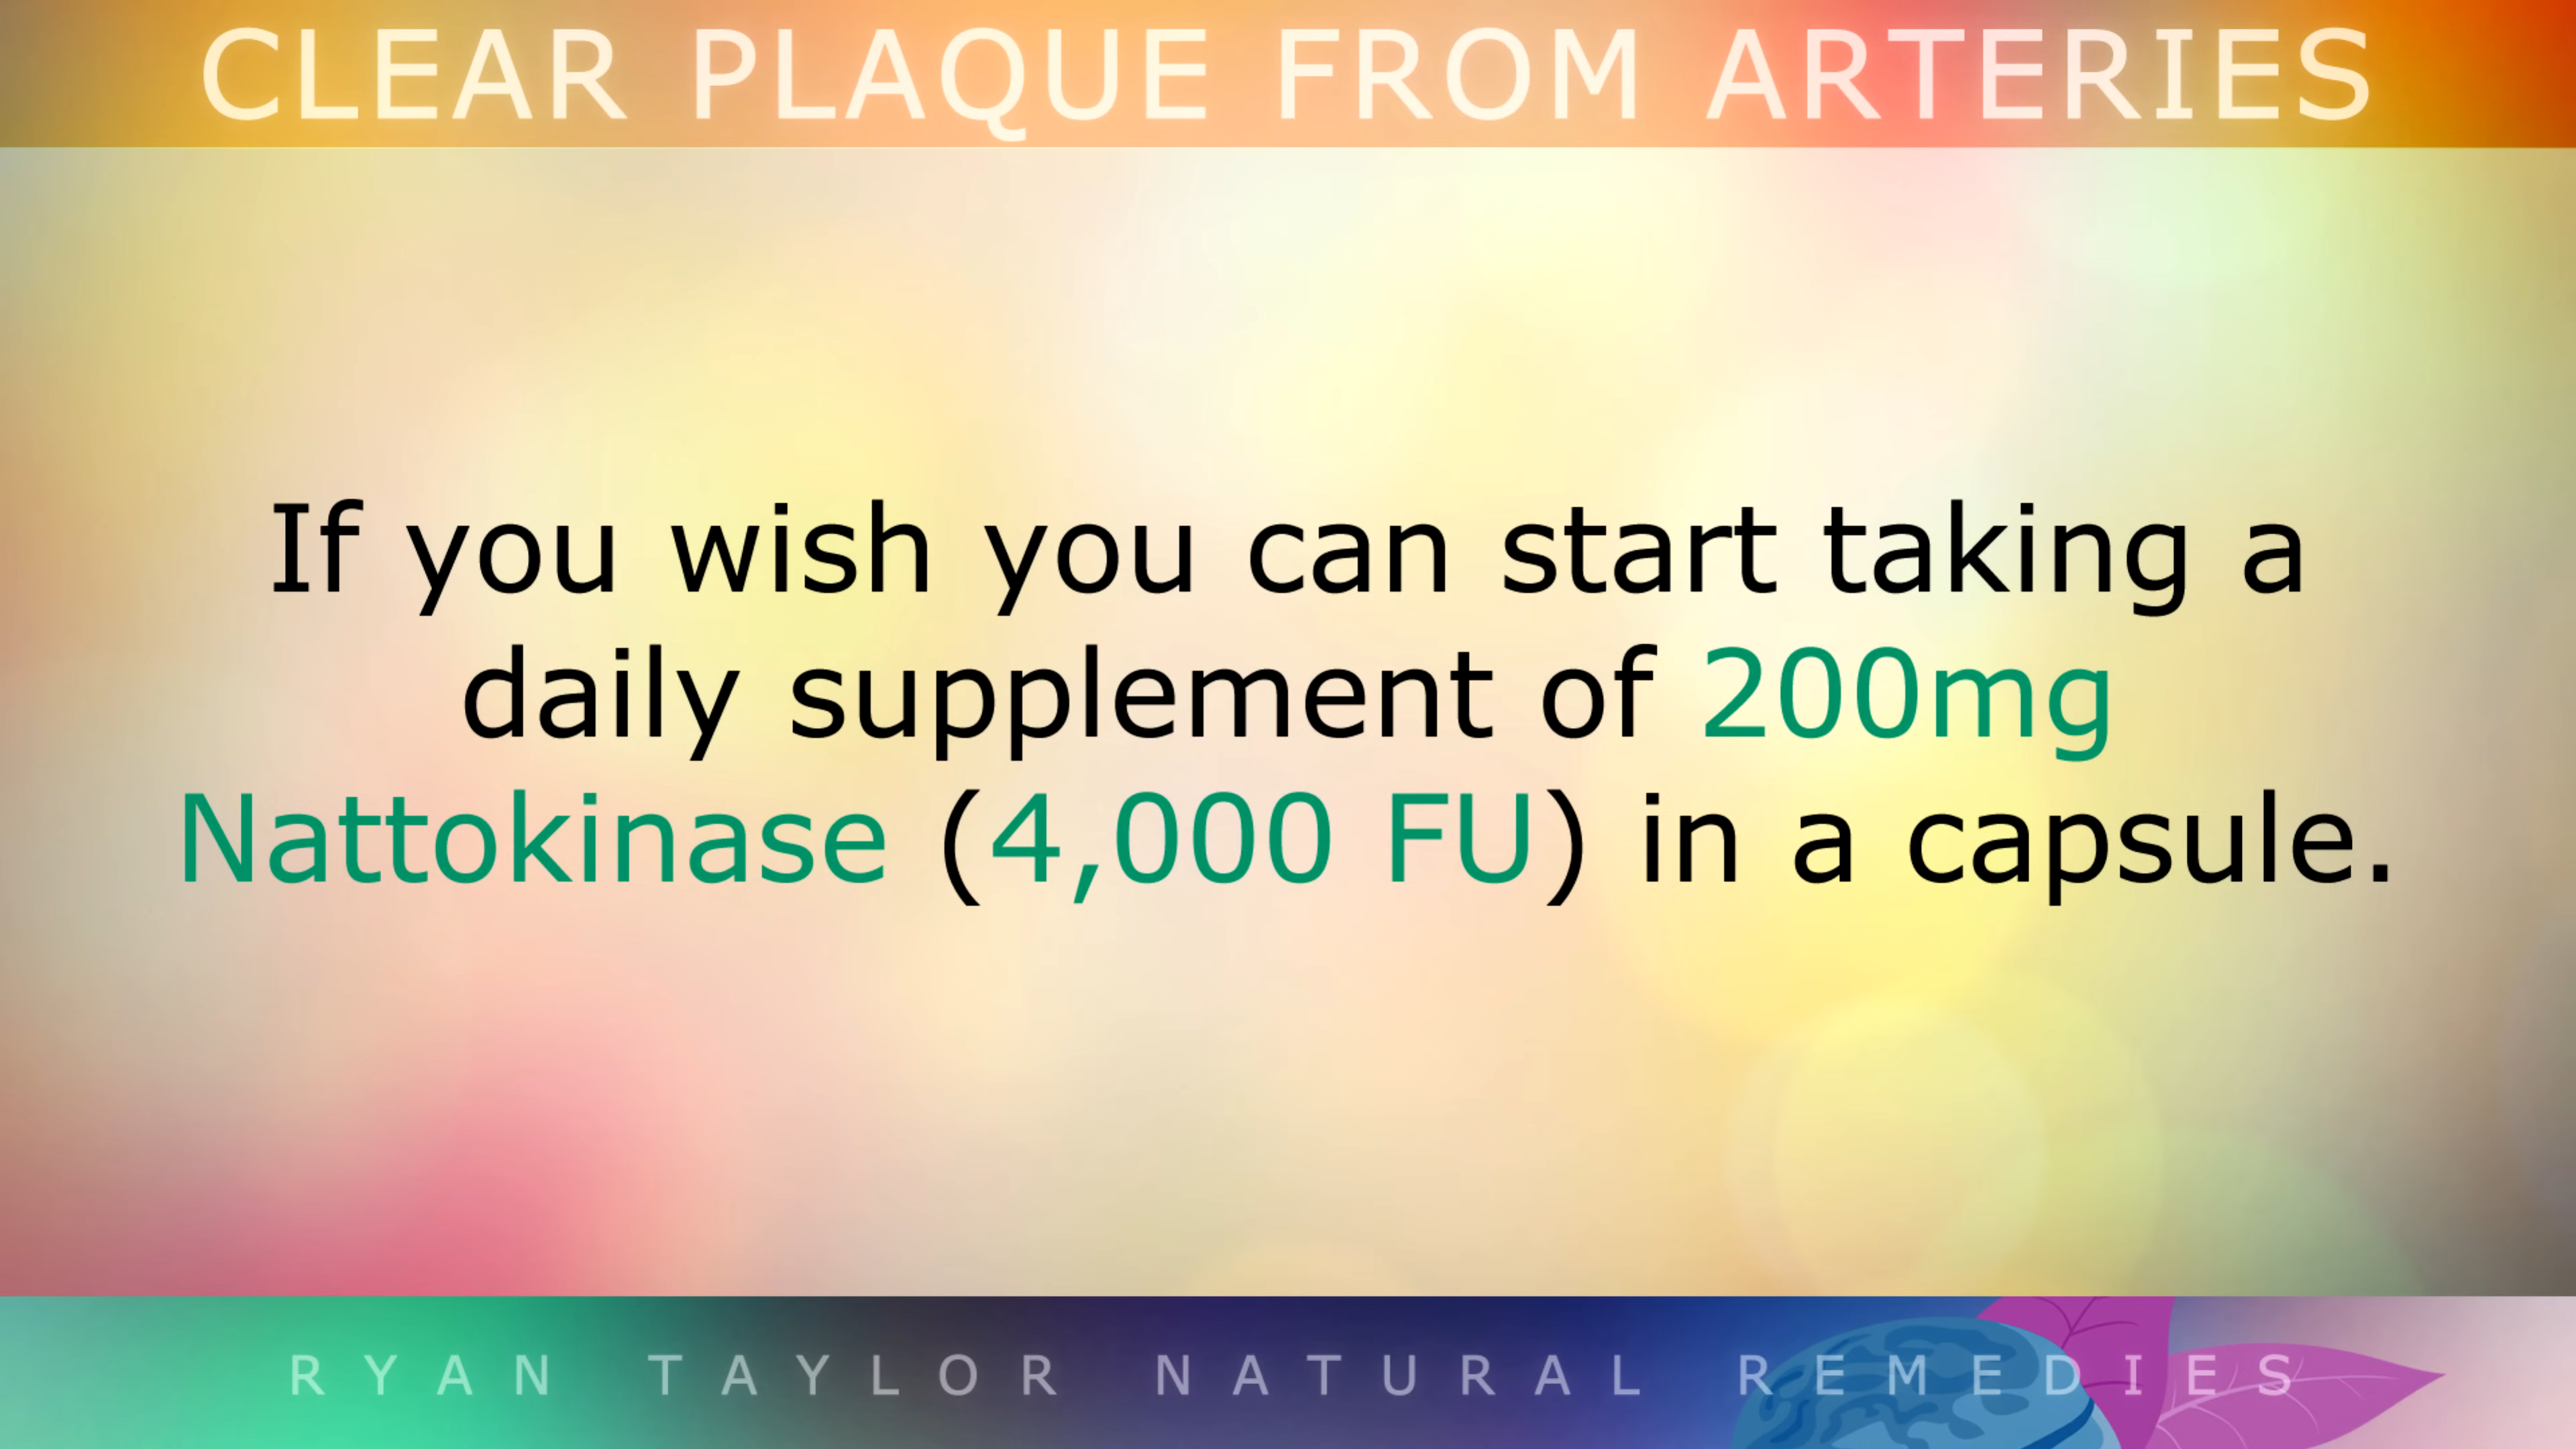 CLEAR PLAQUE FROM ARTERIES
If you wish you can start taking a
daily supplement of 200mg
Nattokinase (4,000 FU) in a capsule.
RYAN TAYLOR NATURAL REMEDIES